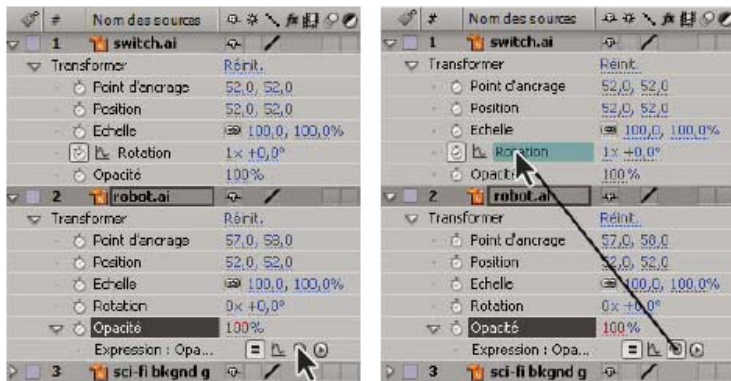 # Nom des sources
1 switch.ai
Transformer Réinit.
Point d'ancrage 52,0, 52,0
Position 52,0, 52,0
Echelle 100,0, 100,0%
Rotation 1x +0,0°
Opacité 100%
2 robot.ai
Transformer Réinit.
Point d'ancrage 57,0, 58,0
Position 52,0, 52,0
Echelle 100,0, 100,0%
Rotation 0x +0,0°
Opacité 100%
Expression : Opa...
3 sci-fi bkgnd g
# Nom des sources
1 switch.ai
Transformer Réinit.
Point d'ancrage 52,0, 52,0
Position 52,0, 52,0
Echelle 100,0, 100,0%
Rotation 1x +0,0°
Opacité 100%
2 robot.ai
Transformer Réinit.
Point d'ancrage 57,0, 58,0
Position 52,0, 52,0
Echelle 100,0, 100,0%
Rotation 0x +0,0°
Opacité 100%
Expression : Opa...
3 sci-fi bkgnd g